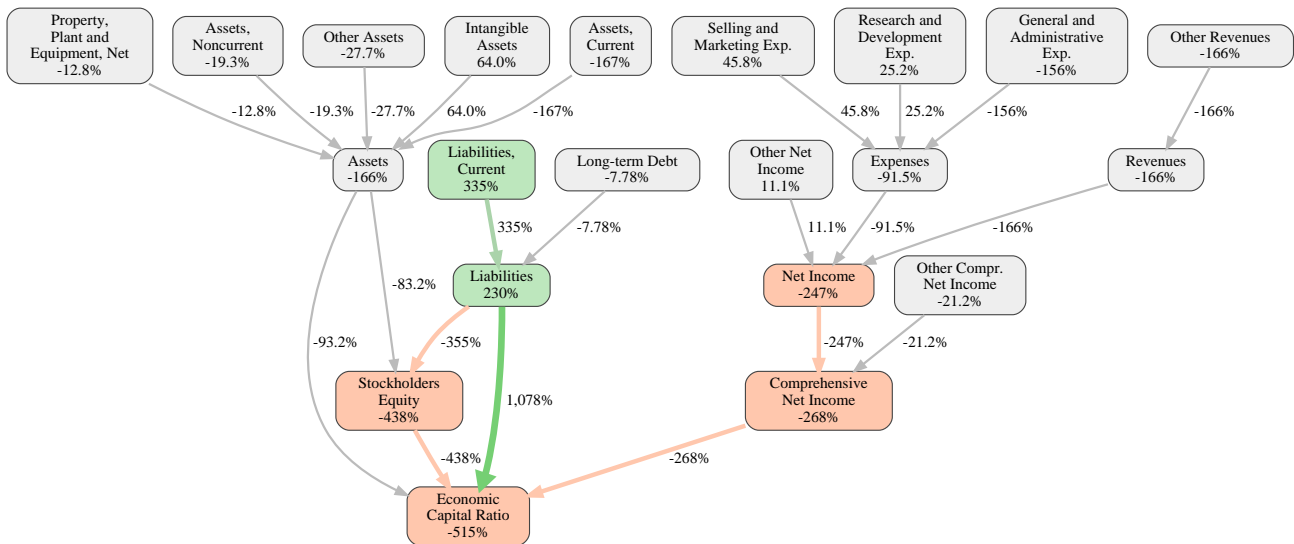 Property,
Plant and
Equipment, Net
-12.8%
Assets,
Noncurrent
-19.3%
Other Assets
-27.7%
Intangible
Assets
64.0%
Assets,
Current
-167%
Selling and
Marketing Exp.
45.8%
Research and
Development
Exp.
25.2%
General and
Administrative
Exp.
-156%
Other Revenues
-166%
-12.8%
-19.3%
-27.7%
64.0%
-167%
45.8%
25.2%
-156%
-166%
Assets
-166%
Liabilities,
Current
335%
Long-term Debt
-7.78%
Other Net
Income
11.1%
Expenses
-91.5%
Revenues
-166%
335%
-7.78%
11.1%
-91.5%
-166%
-83.2%
Liabilities
230%
Net Income
-247%
Other Compr.
Net Income
-21.2%
-93.2%
-355%
-247%
-21.2%
Stockholders
Equity
-438%
1,078%
Comprehensive
Net Income
-268%
-438%
-268%
Economic
Capital Ratio
-515%